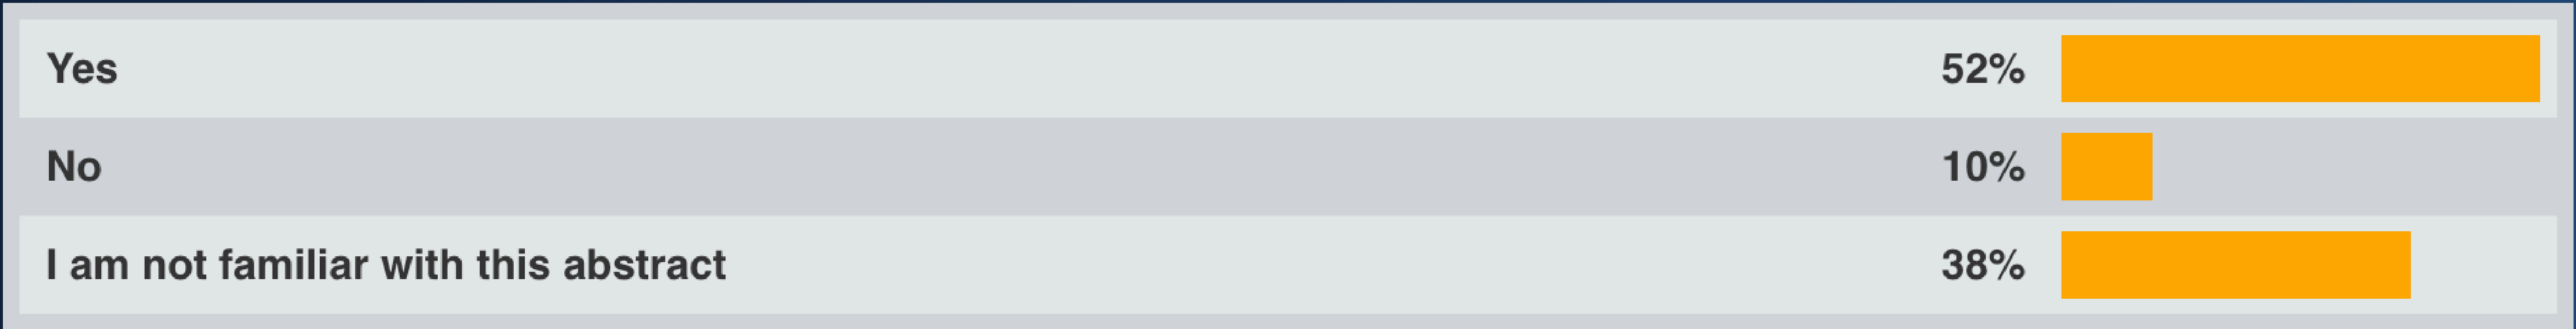 Yes 52%
No 10%
I am not familiar with this abstract 38%